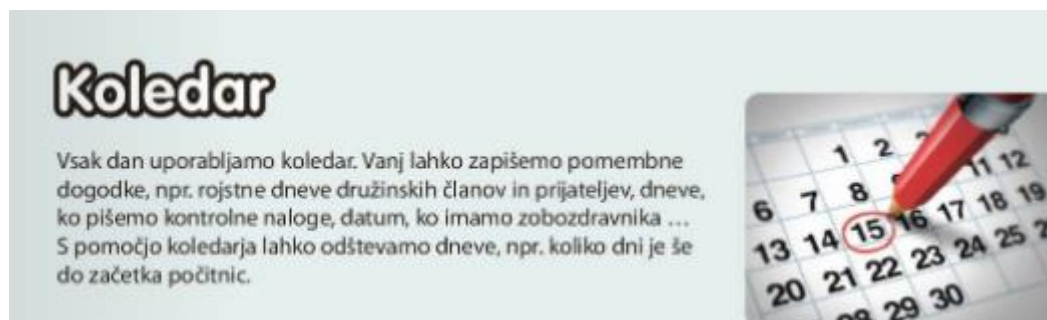 Koledar
Vsak dan uporabljamo koledar. Vanj lahko zapišemo pomembne
dogodke, npr. rojstne dneve družinskih članov in prijateljev, dneve,
ko pišemo kontrolne naloge, datum, ko imamo zobozdravnika …
S pomočjo koledarja lahko odštevamo dneve, npr. koliko dni je še
do začetka počitnic.
1 2
6 7 8 11 12
13 14 15 16 17 18 19
20 21 22 23 24 25
28 29 30